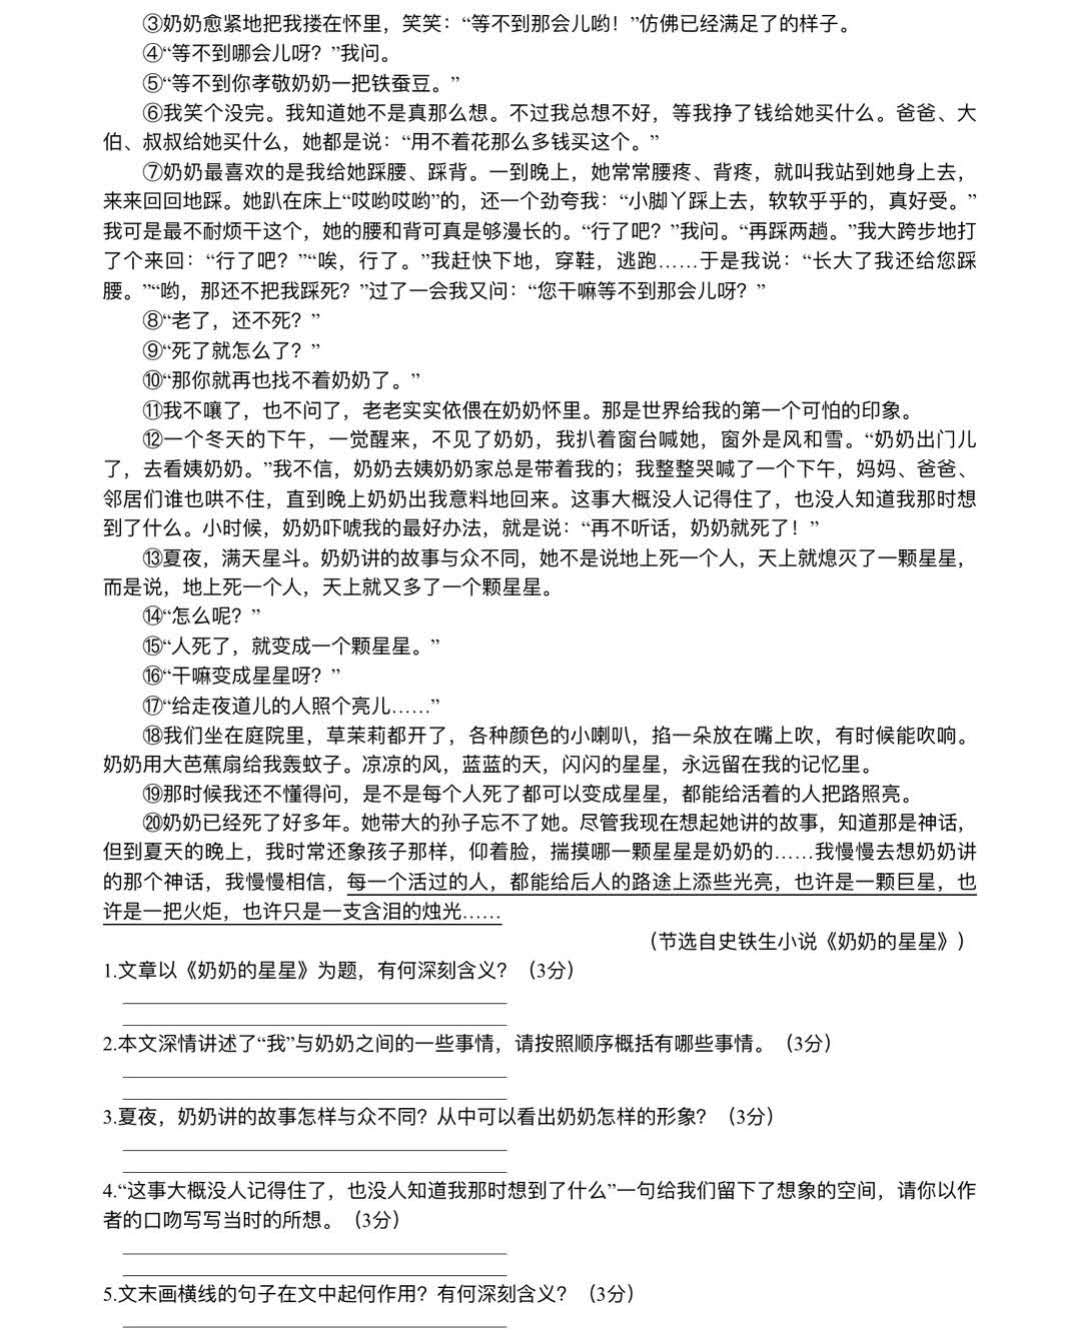 ③奶奶愈紧地把我搂在怀里，笑笑：“等不到那会儿哟！”仿佛已经满足了的样子。
④“等不到哪会儿呀？”我问。
⑤“等不到你孝敬奶奶一把铁蚕豆。”
⑥我笑个没完。我知道她不是真那么想。不过我总想不好，等我挣了钱给她买什么。爸爸、大
伯、叔叔给她买什么，她都是说：“用不着花那么多钱买这个。”
⑦奶奶最喜欢的是我给她踩腰、踩背。一到晚上，她常常腰疼、背疼，就叫我站到她身上去，
来来回回地踩。她趴在床上“哎哟哎哟”的，还一个劲夸我：“小脚丫踩上去，软软乎乎的，真好受。”
我可是最不耐烦干这个，她的腰和背可真是够漫长的。“行了吧？”我问。“再踩两趟。”我大跨步地打
了个来回：“行了吧？”“唉，行了。”我赶快下地，穿鞋，逃跑……于是我说：“长大了我还给您踩
腰。”“哟，那还不把我踩死？”过了一会我又问：“您干嘛等不到那会儿呀？”
⑧“老了，还不死？”
⑨“死了就怎么了？”
⑩“那你就再也找不着奶奶了。”
⑪我不嚷了，也不问了，老老实实依偎在奶奶怀里。那是世界给我的第一个可怕的印象。
⑫一个冬天的下午，一觉醒来，不见了奶奶，我扒着窗台喊她，窗外是风和雪。“奶奶出门儿
了，去看姨奶奶。”我不信，奶奶去姨奶奶家总是带着我的；我整整哭喊了一个下午，妈妈、爸爸、
邻居们谁也哄不住，直到晚上奶奶出我意料地回来。这事大概没人记得住了，也没人知道我那时想
到了什么。小时候，奶奶吓唬我的最好办法，就是说：“再不听话，奶奶就死了！”
⑬夏夜，满天星斗。奶奶讲的故事与众不同，她不是说地上死一个人，天上就熄灭了一颗星星，
而是说，地上死一个人，天上就又多了一个颗星星。
⑭“怎么呢？”
⑮“人死了，就变成一个颗星星。”
⑯“干嘛变成星星呀？”
⑰“给走夜道儿的人照个亮儿……”
⑱我们坐在庭院里，草茉莉都开了，各种颜色的小喇叭，掐一朵放在嘴上吹，有时候能吹响。
奶奶用大芭蕉扇给我轰蚊子。凉凉的风，蓝蓝的天，闪闪的星星，永远留在我的记忆里。
⑲那时候我还不懂得问，是不是每个人死了都可以变成星星，都能给活着的人把路照亮。
⑳奶奶已经死了好多年。她带大的孙子忘不了她。尽管我现在想起她讲的故事，知道那是神话，
但到夏天的晚上，我时常还象孩子那样，仰着脸，揣摸哪一颗星星是奶奶的……我慢慢去想奶奶讲
的那个神话，我慢慢相信，每一个活过的人，都能给后人的路途上添些光亮，也许是一颗巨星，也
许是一把火炬，也许只是一支含泪的烛光……
（节选自史铁生小说《奶奶的星星》）
1.文章以《奶奶的星星》为题，有何深刻含义？（3分）
2.本文深情讲述了“我”与奶奶之间的一些事情，请按照顺序概括有哪些事情。（3分）
3.夏夜，奶奶讲的故事怎样与众不同？从中可以看出奶奶怎样的形象？（3分）
4.“这事大概没人记得住了，也没人知道我那时想到了什么”一句给我们留下了想象的空间，请你以作
者的口吻写写当时的所想。（3分）
5.文末画横线的句子在文中起何作用？有何深刻含义？（3分）